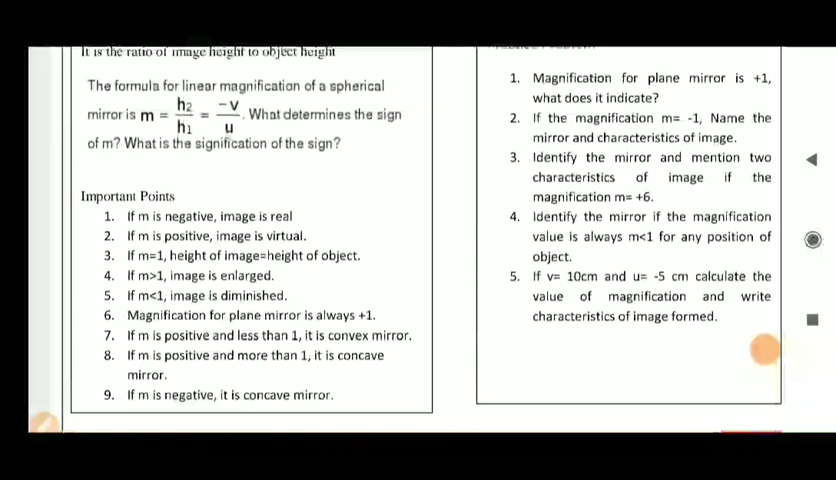 It is the ratio of image height to object height
The formula for linear magnification of a spherical
mirror is m = h₂/h₁ = -v/u. What determines the sign
of m? What is the signification of the sign?
Important Points
1. If m is negative, image is real
2. If m is positive, image is virtual.
3. If m=1, height of image=height of object.
4. If m>1, image is enlarged.
5. If m<1, image is diminished.
6. Magnification for plane mirror is always +1.
7. If m is positive and less than 1, it is convex mirror.
8. If m is positive and more than 1, it is concave
mirror.
9. If m is negative, it is concave mirror.
1. Magnification for plane mirror is +1,
what does it indicate?
2. If the magnification m= -1, Name the
mirror and characteristics of image.
3. Identify the mirror and mention two
characteristics of image if the
magnification m= +6.
4. Identify the mirror if the magnification
value is always m<1 for any position of
object.
5. If v= 10cm and u= -5 cm calculate the
value of magnification and write
characteristics of image formed.